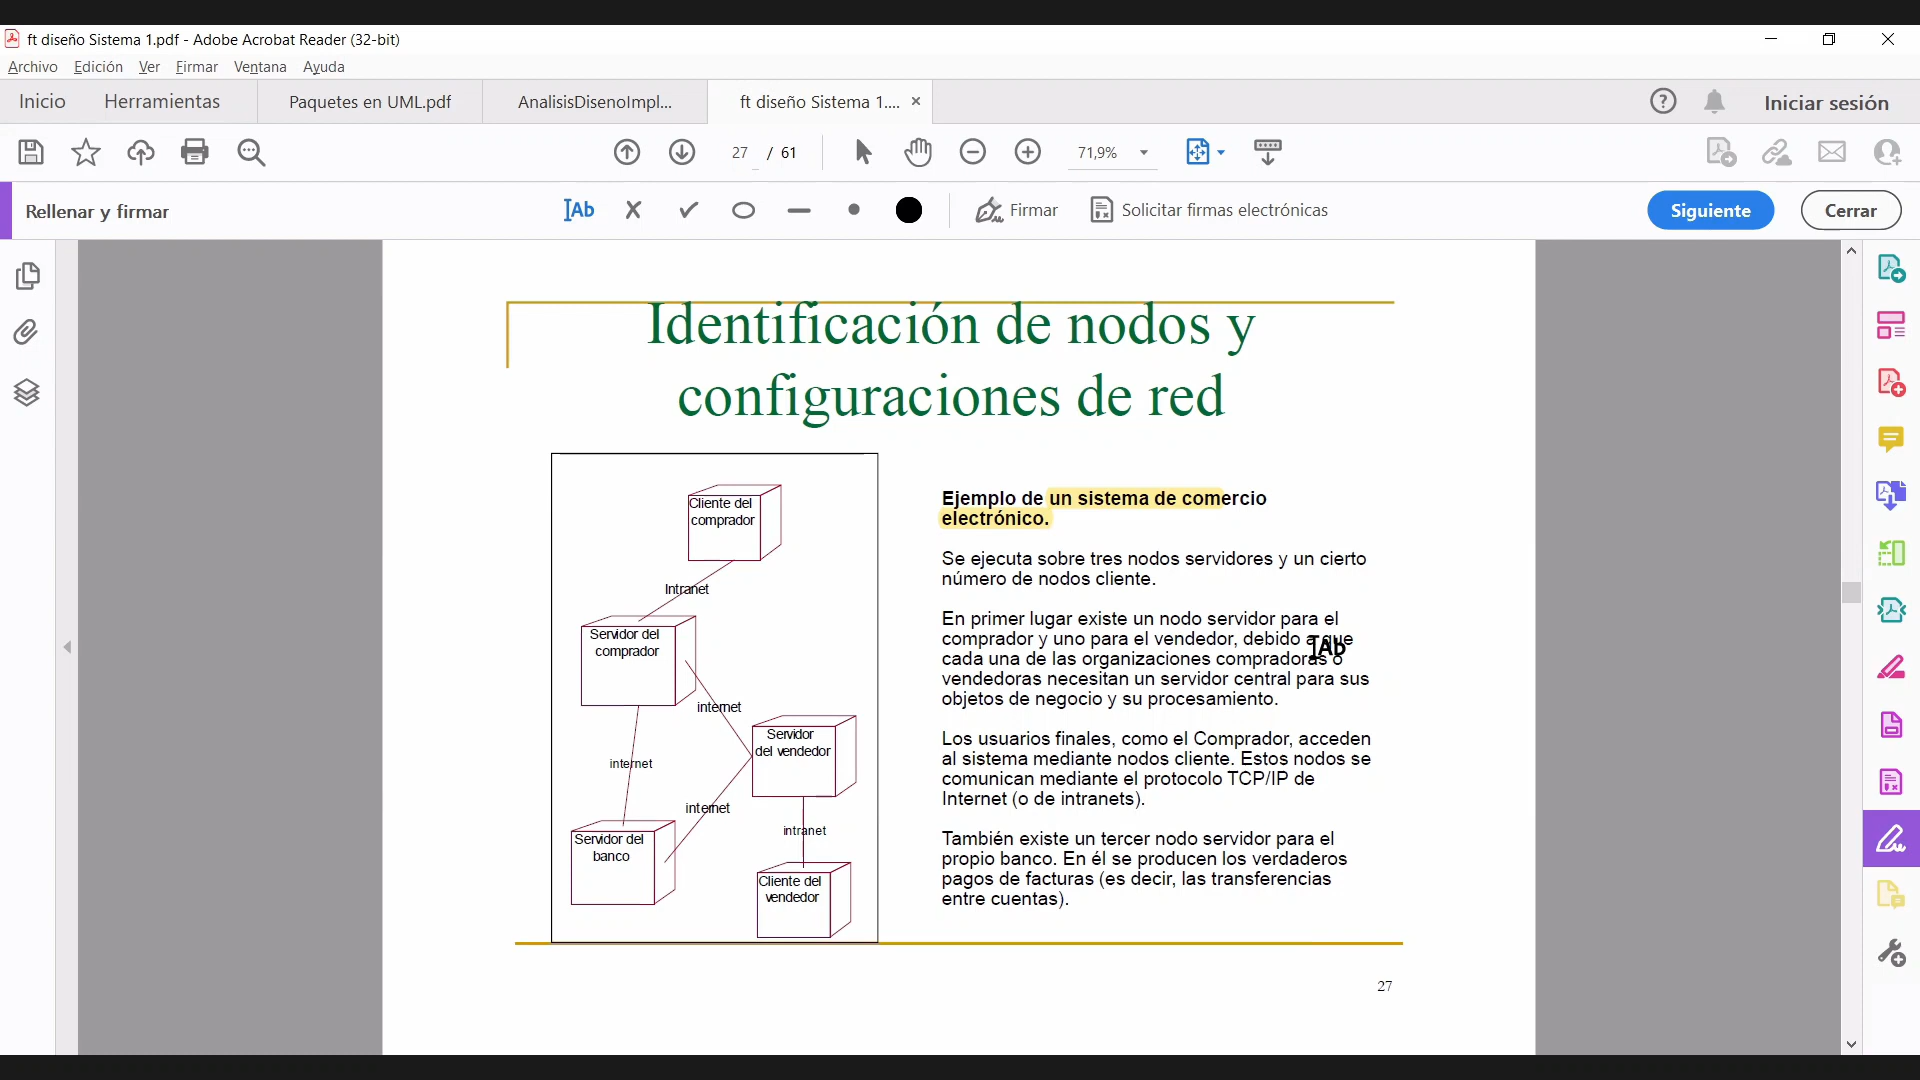 ft diseño Sistema 1.pdf - Adobe Acrobat Reader (32-bit)
Archivo Edición Ver Firmar Ventana Ayuda
Inicio Herramientas Paquetes en UML.pdf AnalisisDisenoImpl... ft diseño Sistema 1.... × Iniciar sesión
27 / 61 71,9%
Rellenar y firmar Ab Firmar Solicitar firmas electrónicas Siguiente Cerrar
Identificación de nodos y
configuraciones de red
Cliente del
comprador
Intranet
Servidor del
comprador
internet
Servidor
del vendedor
internet
internet
intranet
Servidor del
banco
Cliente del
vendedor
Ejemplo de un sistema de comercio
electrónico.
Se ejecuta sobre tres nodos servidores y un cierto
número de nodos cliente.
En primer lugar existe un nodo servidor para el
comprador y uno para el vendedor, debido a que
cada una de las organizaciones compradoras o
vendedoras necesitan un servidor central para sus
objetos de negocio y su procesamiento.
Los usuarios finales, como el Comprador, acceden
al sistema mediante nodos cliente. Estos nodos se
comunican mediante el protocolo TCP/IP de
Internet (o de intranets).
También existe un tercer nodo servidor para el
propio banco. En él se producen los verdaderos
pagos de facturas (es decir, las transferencias
entre cuentas).
Ab
27